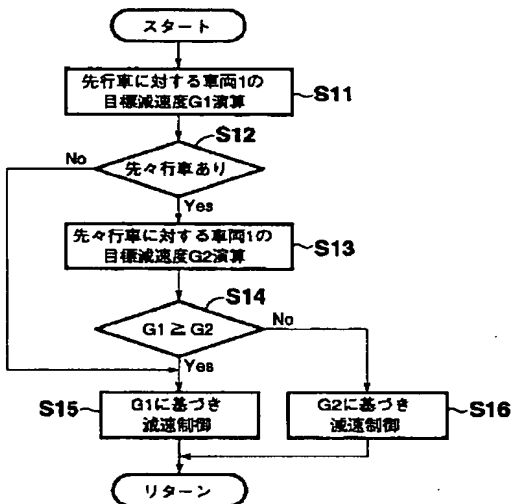 スタート
先行車に対する車両1の
目標減速度G1演算
S11
S12
先々行車あり
No
Yes
先々行車に対する車両1の
目標減速度G2演算
S13
S14
G1 ≧ G2
No
Yes
S15
G1に基づき
減速制御
G2に基づき
減速制御
S16
リターン